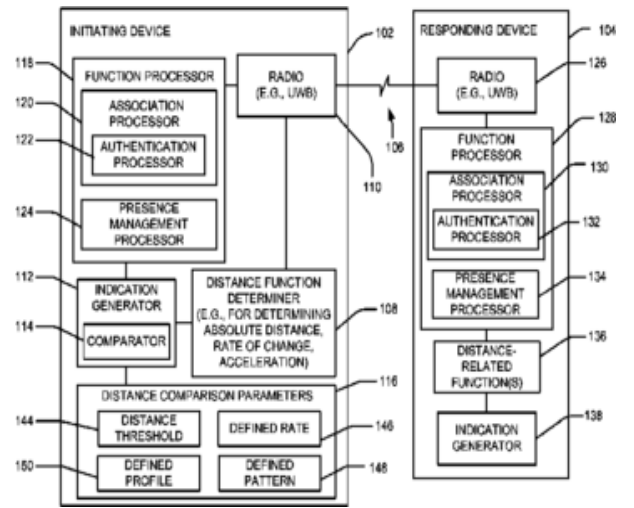 INITIATING DEVICE
102
118
FUNCTION PROCESSOR
120
ASSOCIATION
PROCESSOR
122
AUTHENTICATION
PROCESSOR
124
PRESENCE
MANAGEMENT
PROCESSOR
RADIO
(E.G., UWB)
110
106
112
INDICATION
GENERATOR
114
COMPARATOR
DISTANCE FUNCTION
DETERMINER
(E.G., FOR DETERMINING
ABSOLUTE DISTANCE,
RATE OF CHANGE,
ACCELERATION)
108
116
DISTANCE COMPARISON PARAMETERS
144
DISTANCE
THRESHOLD
DEFINED RATE
146
150
DEFINED
PROFILE
DEFINED
PATTERN
148
RESPONDING DEVICE
104
RADIO
(E.G., UWB)
126
FUNCTION
PROCESSOR
128
ASSOCIATION
PROCESSOR
130
AUTHENTICATION
PROCESSOR
132
PRESENCE
MANAGEMENT
PROCESSOR
134
DISTANCE-
RELATED
FUNCTION(S)
136
INDICATION
GENERATOR
138